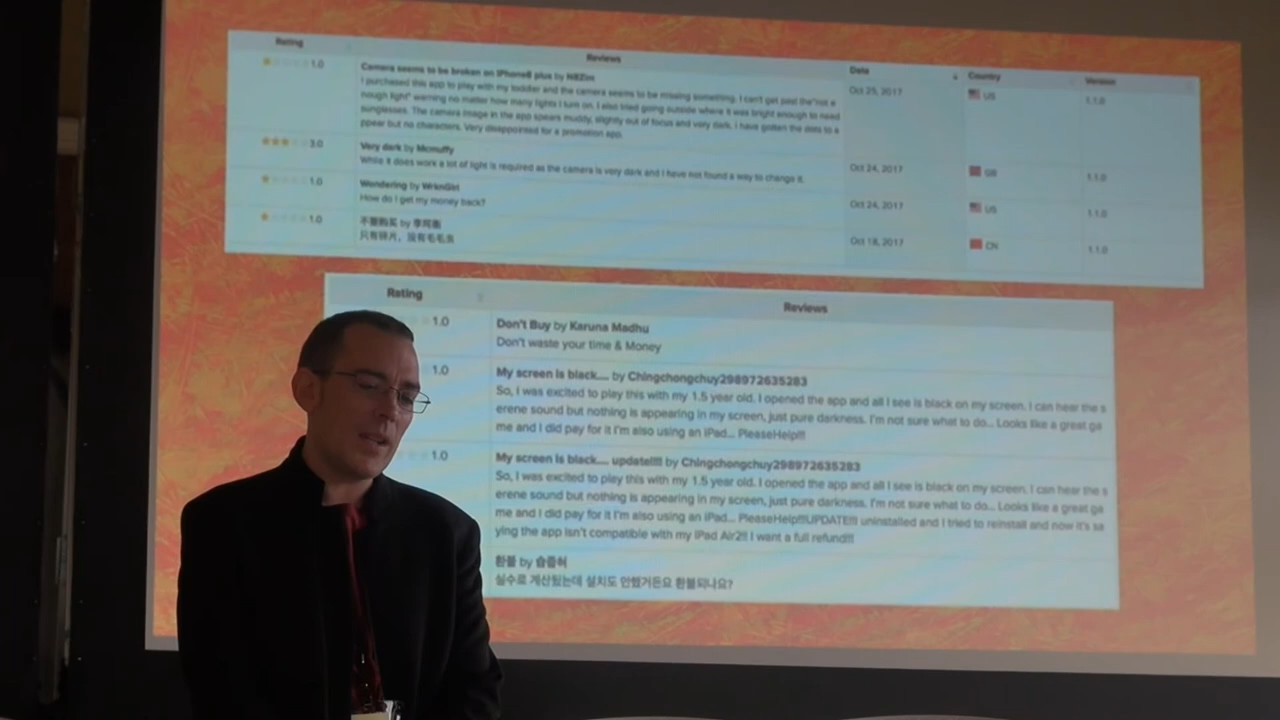 Rating Reviews Date Country Version
1.0 Camera seems to be broken on iPhone8 plus by N8Zim Oct 25, 2017 US 1.1.0
I purchased this app to play with my toddler and the camera seems to be missing something. I can't get past the"not e
nough light" warning no matter how many lights I turn on. I also tried going outside where it was bright enough to need
sunglasses. The camera image in the app spears muddy, slightly out of focus and very dark. I have gotten the dots to a
ppear but no characters. Very disappointed for a promotion app.
3.0 Very dark by Mcmuffy Oct 24, 2017 GB 1.1.0
While it does work a lot of light is required as the camera is very dark and I have not found a way to change it.
1.0 Wondering by WrknGirl Oct 24, 2017 US 1.1.0
How do I get my money back?
1.0 不要购买 by Oct 18, 2017 CN 1.1.0
只有碎片，没有毛毛虫
Rating Reviews
1.0 Don't Buy by Karuna Madhu
Don't waste your time & Money
1.0 My screen is black.... by Chingchongchuy298972635283
So, I was excited to play this with my 1.5 year old. I opened the app and all I see is black on my screen. I can hear the s
erene sound but nothing is appearing in my screen, just pure darkness. I'm not sure what to do... Looks like a great ga
me and I did pay for it I'm also using an iPad... PleaseHelp!!!
1.0 My screen is black.... update!!!! by Chingchongchuy298972635283
So, I was excited to play this with my 1.5 year old. I opened the app and all I see is black on my screen. I can hear the s
erene sound but nothing is appearing in my screen, just pure darkness. I'm not sure what to do... Looks like a great ga
me and I did pay for it I'm also using an iPad... PleaseHelp!!!UPDATE!!! uninstalled and I tried to reinstall and now it's sa
ying the app isn't compatible with my iPad Air2!! I want a full refund!!!
환불 by
실수로 계산됬는데 설치도 안했거든요 환불되나요?